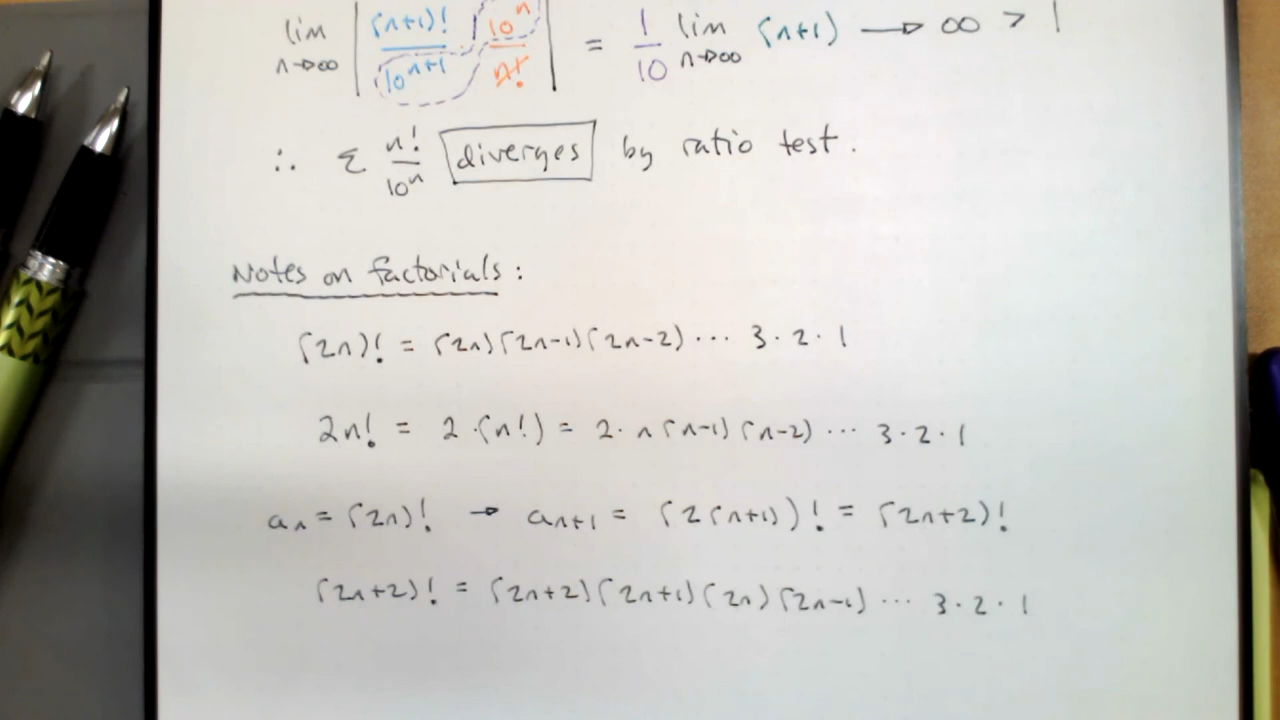 lim n→∞ | (n+1)!/10^(n+1) · 10^n/n! | = 1/10 lim n→∞ (n+1) → ∞ > 1
∴ Σ n!/10^n diverges by ratio test.
Notes on factorials:
(2n)! = (2n)(2n-1)(2n-2) ··· 3·2·1
2n! = 2·(n!) = 2·n(n-1)(n-2) ··· 3·2·1
aₙ = (2n)! → aₙ₊₁ = (2(n+1))! = (2n+2)!
(2n+2)! = (2n+2)(2n+1)(2n)(2n-1) ··· 3·2·1